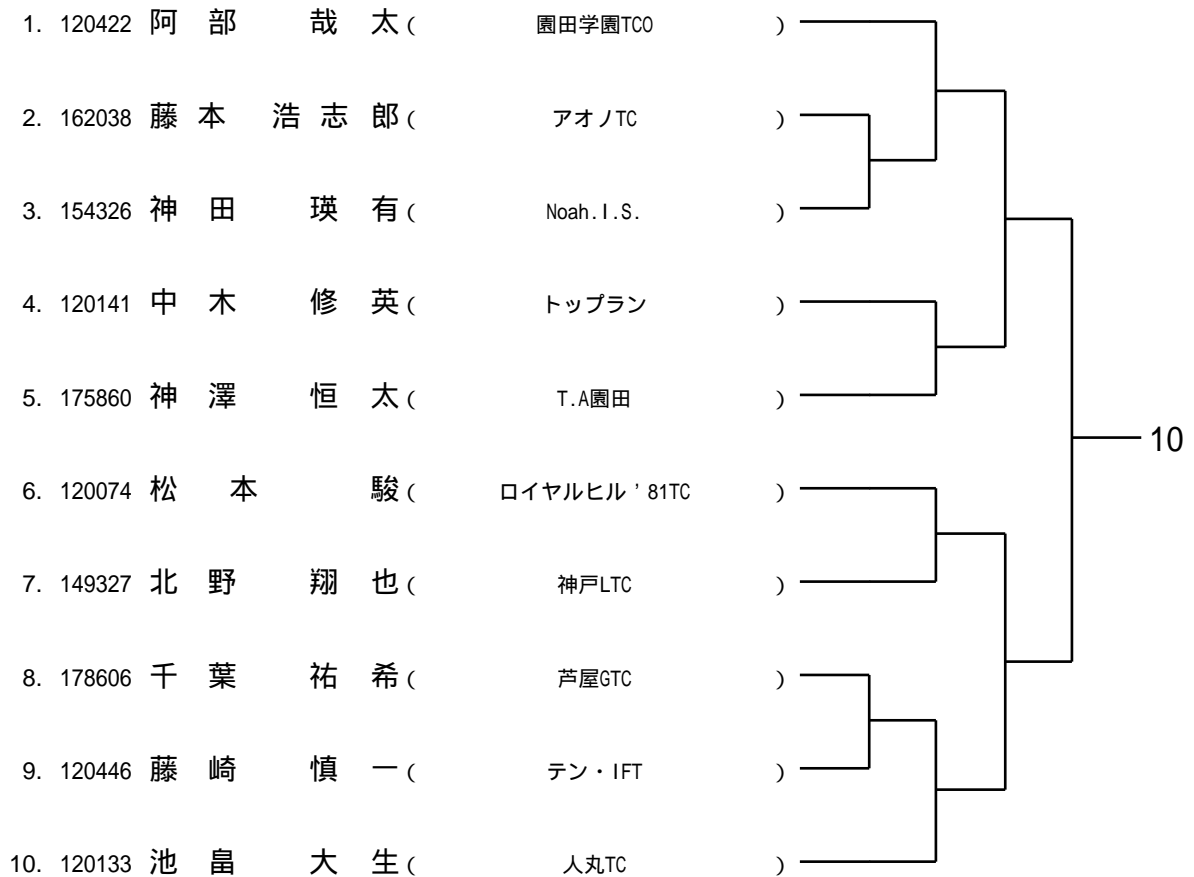 1. 120422 阿部 哉太 ( 園田学園TCO )
2. 162038 藤本 浩志郎 ( アオノTC )
3. 154326 神田 瑛有 ( Noah.I.S. )
4. 120141 中木 修英 ( トップラン )
5. 175860 神澤 恒太 ( T.A園田 )
10
6. 120074 松本 駿 ( ロイヤルヒル'81TC )
7. 149327 北野 翔也 ( 神戸LTC )
8. 178606 千葉 祐希 ( 芦屋GTC )
9. 120446 藤崎 慎一 ( テン・IFT )
10. 120133 池畠 大生 ( 人丸TC )